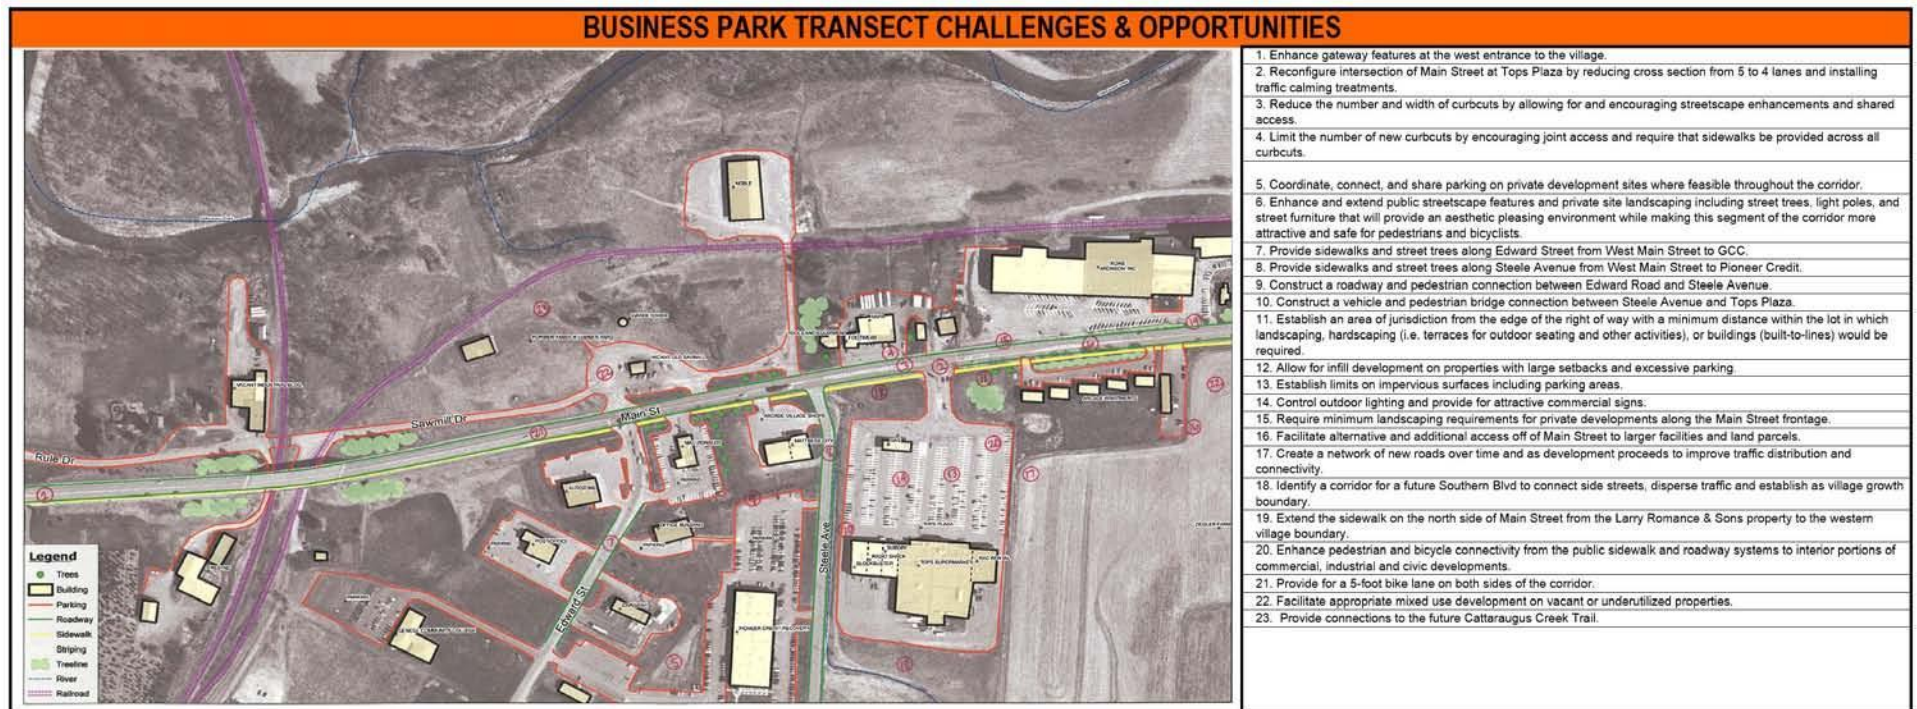 BUSINESS PARK TRANSECT CHALLENGES & OPPORTUNITIES
NOBLE
Main St
Sawmill Dr
Rule Dr
Steele Ave
Edward St
OFFICE BUILDING
POST OFFICE
PARKING
PARKING
PARKING
GENESEE COMMUNITY COLLEGE
PIONEER CREDIT RECOVERY
TOPS PLAZA
SUBWAY
RADIO SHACK
BLOCKBUSTER
TOPS SUPERMARKET
Legend
Trees
Building
Parking
Roadway
Sidewalk
Striping
Treeline
River
Railroad
1. Enhance gateway features at the west entrance to the village.
2. Reconfigure intersection of Main Street at Tops Plaza by reducing cross section from 5 to 4 lanes and installing
traffic calming treatments.
3. Reduce the number and width of curbcuts by allowing for and encouraging streetscape enhancements and shared
access.
4. Limit the number of new curbcuts by encouraging joint access and require that sidewalks be provided across all
curbcuts.
5. Coordinate, connect, and share parking on private development sites where feasible throughout the corridor.
6. Enhance and extend public streetscape features and private site landscaping including street trees, light poles, and
street furniture that will provide an aesthetic pleasing environment while making this segment of the corridor more
attractive and safe for pedestrians and bicyclists.
7. Provide sidewalks and street trees along Edward Street from West Main Street to GCC.
8. Provide sidewalks and street trees along Steele Avenue from West Main Street to Pioneer Credit.
9. Construct a roadway and pedestrian connection between Edward Road and Steele Avenue.
10. Construct a vehicle and pedestrian bridge connection between Steele Avenue and Tops Plaza.
11. Establish an area of jurisdiction from the edge of the right of way with a minimum distance within the lot in which
landscaping, hardscaping (i.e. terraces for outdoor seating and other activities), or buildings (built-to-lines) would be
required.
12. Allow for infill development on properties with large setbacks and excessive parking.
13. Establish limits on impervious surfaces including parking areas.
14. Control outdoor lighting and provide for attractive commercial signs.
15. Require minimum landscaping requirements for private developments along the Main Street frontage.
16. Facilitate alternative and additional access off of Main Street to larger facilities and land parcels.
17. Create a network of new roads over time and as development proceeds to improve traffic distribution and
connectivity.
18. Identify a corridor for a future Southern Blvd to connect side streets, disperse traffic and establish as village growth
boundary.
19. Extend the sidewalk on the north side of Main Street from the Larry Romance & Sons property to the western
village boundary.
20. Enhance pedestrian and bicycle connectivity from the public sidewalk and roadway systems to interior portions of
commercial, industrial and civic developments.
21. Provide for a 5-foot bike lane on both sides of the corridor.
22. Facilitate appropriate mixed use development on vacant or underutilized properties.
23. Provide connections to the future Cattaraugus Creek Trail.